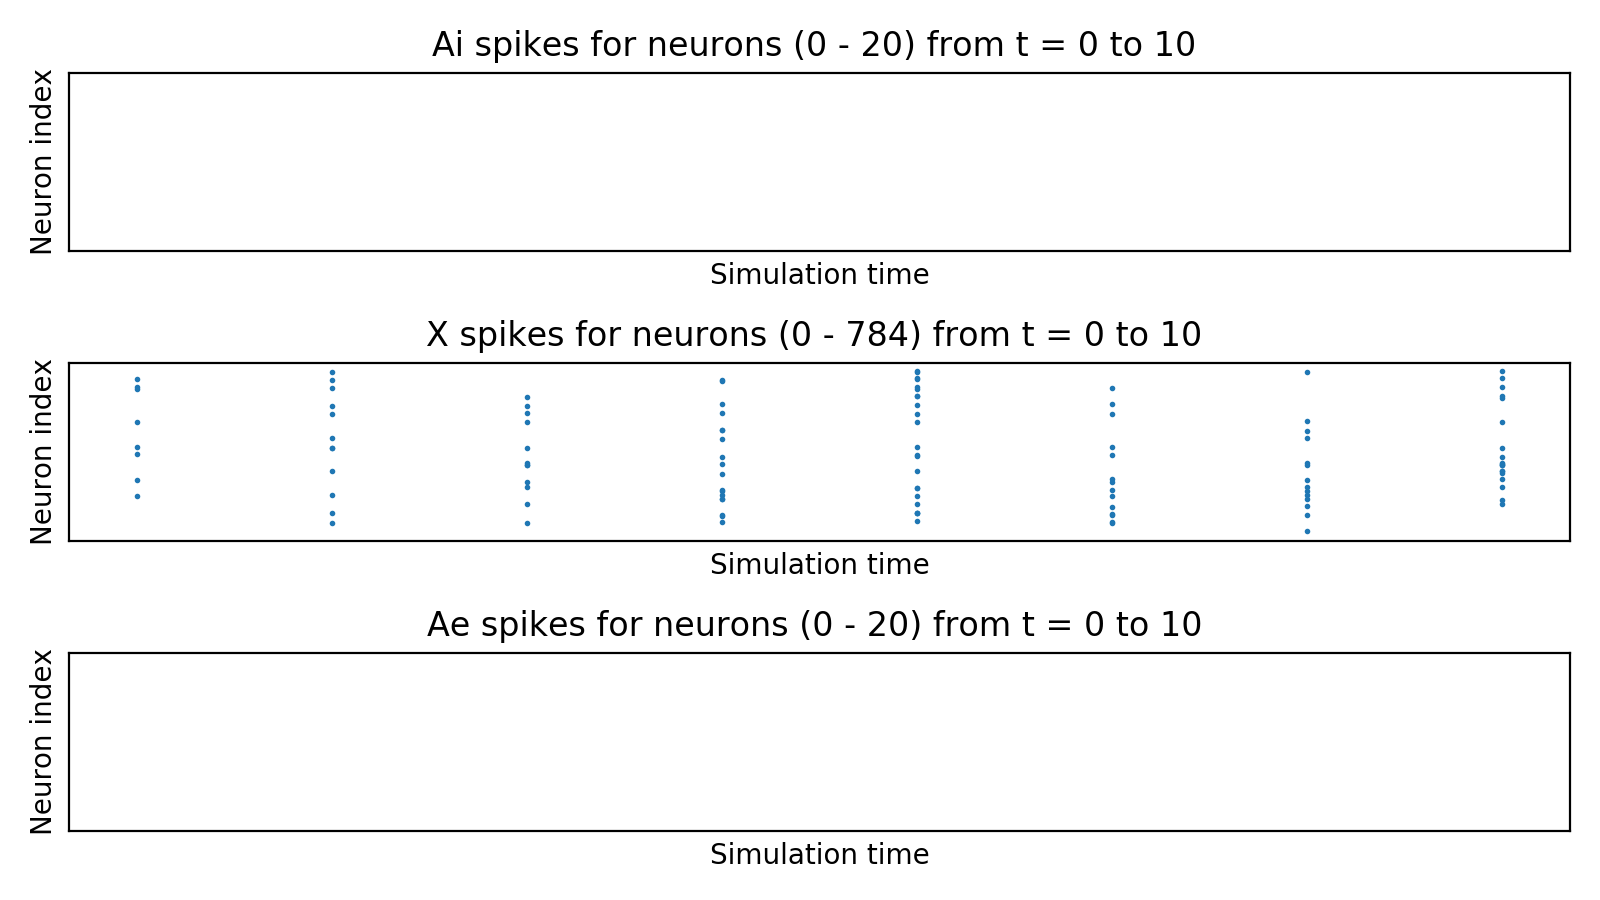 Ai spikes for neurons (0 - 20) from t = 0 to 10
Neuron index
Simulation time
X spikes for neurons (0 - 784) from t = 0 to 10
Neuron index
Simulation time
Ae spikes for neurons (0 - 20) from t = 0 to 10
Neuron index
Simulation time